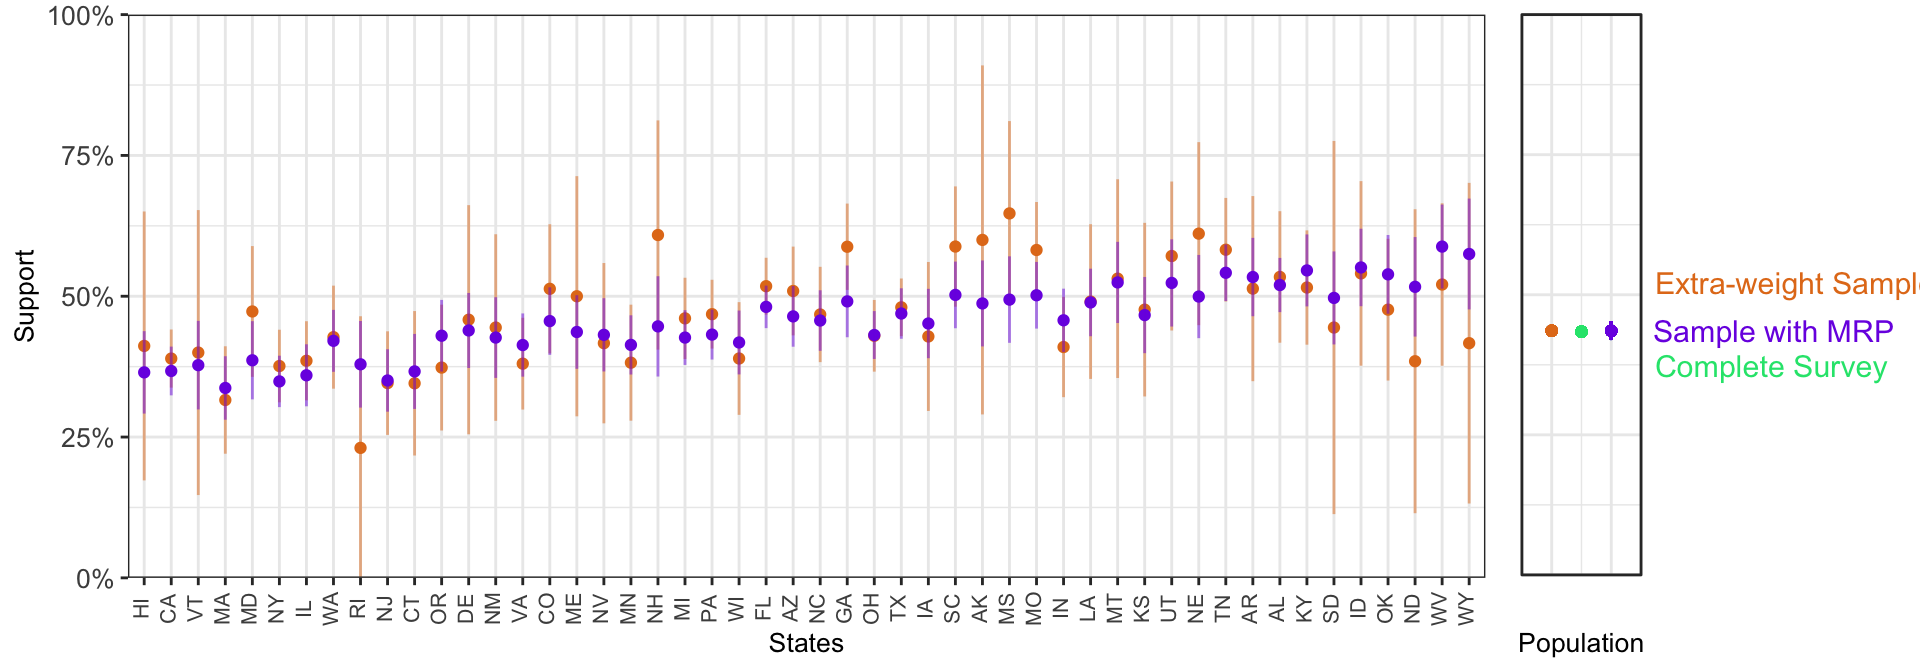 100%
75%
50%
25%
0%
Support
HI CA VT MA MD NY IL WA RI NJ CT OR DE NM VA CO ME NV MN NH MI PA WI FL AZ NC GA OH TX IA SC AK MS MO IN LA MT KS UT NE TN AR AL KY SD ID OK ND WV WY
States
Population
Extra-weight Sample
Sample with MRP
Complete Survey